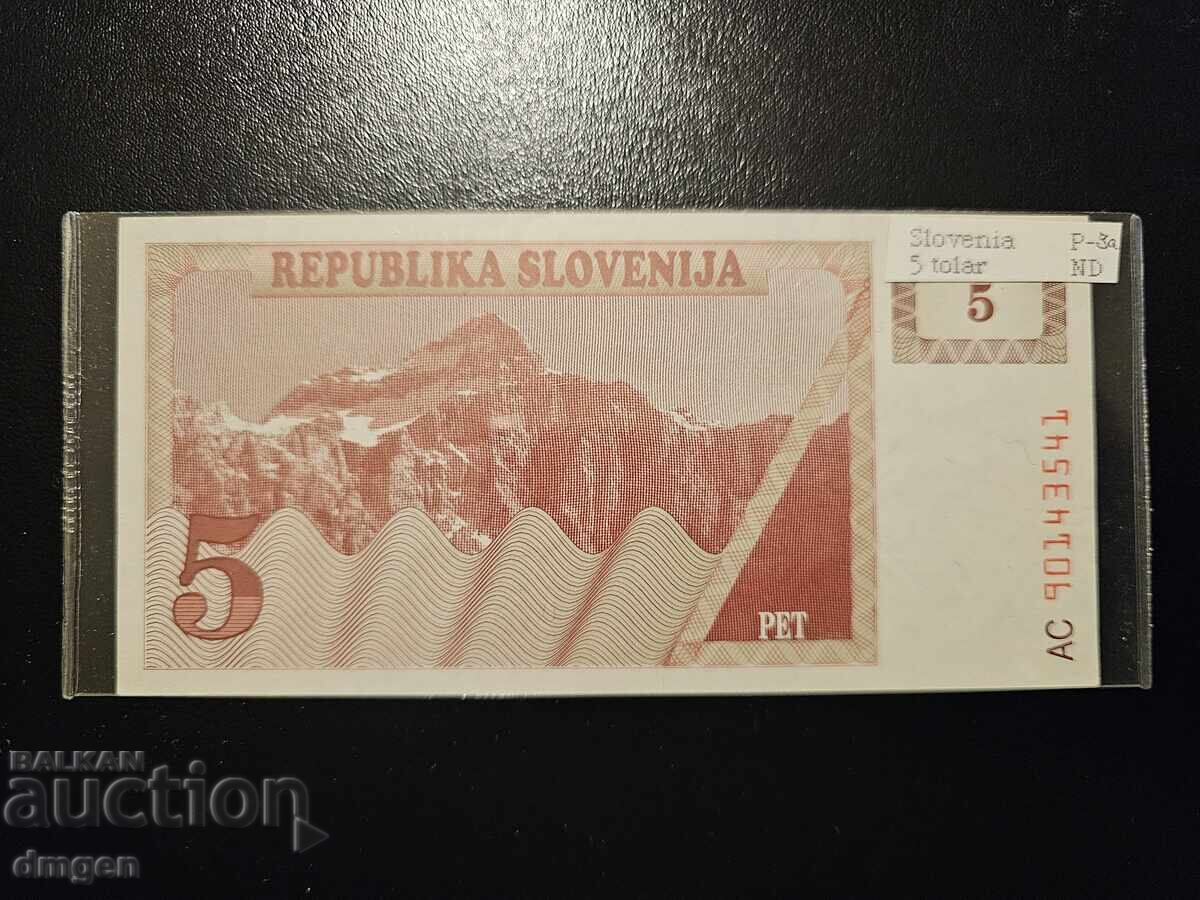 Slovenia P-3a
5 tolar ND
REPUBLIKA SLOVENIJA
5
5
PET
AC 90143541
BALKAN
auction
dmgen